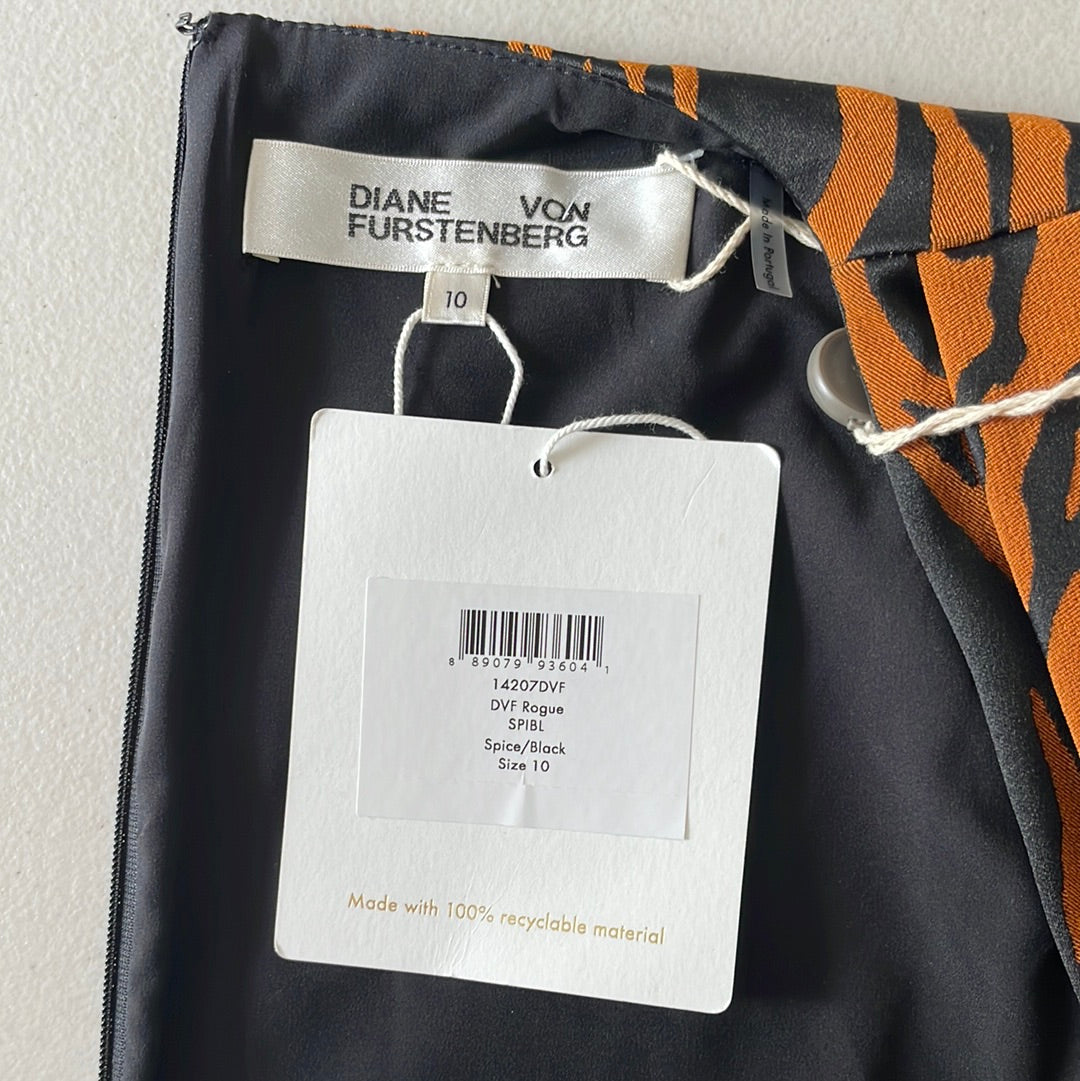 DIANE VON
FURSTENBERG
10
Made in Portugal
8 89079 93604 1
14207DVF
DVF Rogue
SPIBL
Spice/Black
Size 10
Made with 100% recyclable material